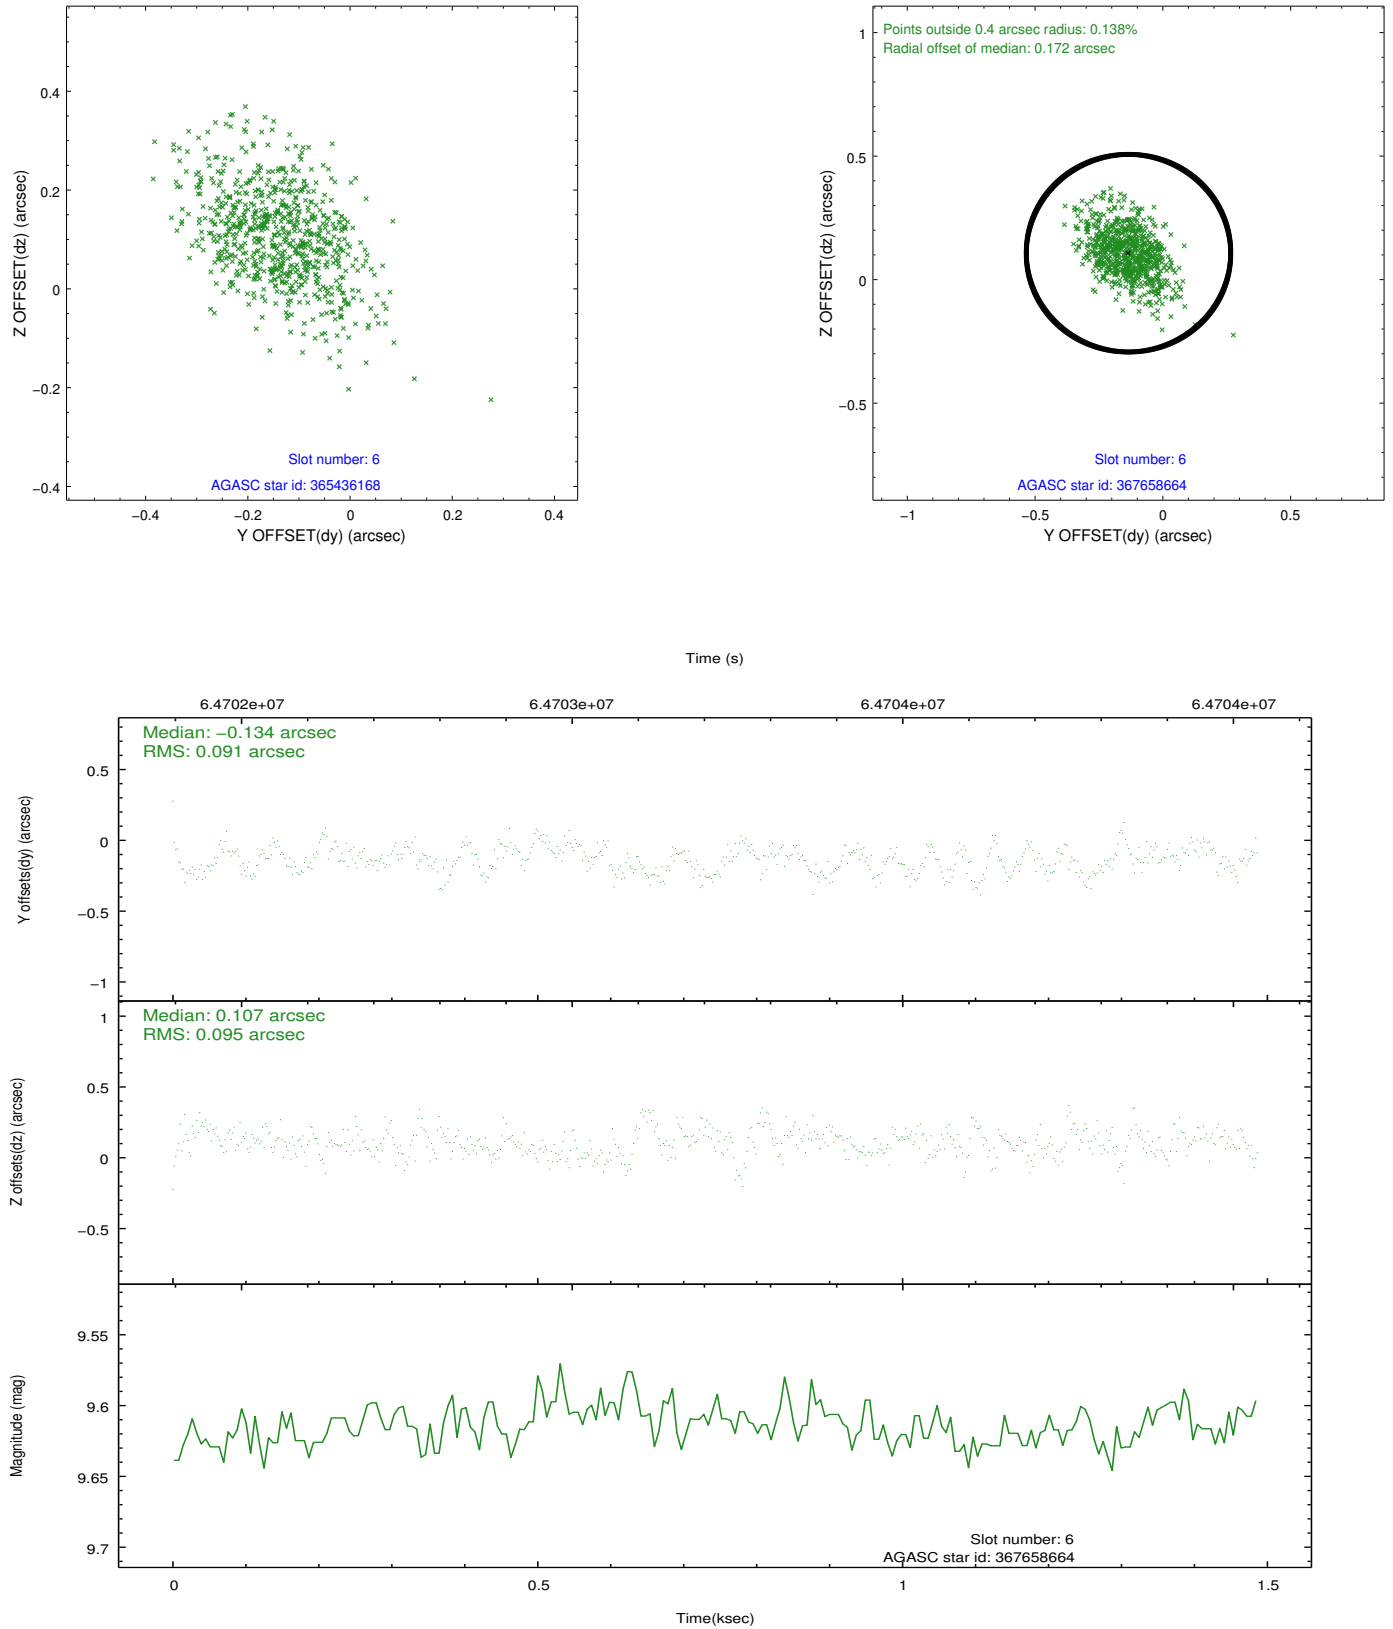 0.4
0.2
0
−0.2
−0.4
Z OFFSET(dz) (arcsec)
Slot number: 6
AGASC star id: 365436168
−0.4
−0.2
0
0.2
0.4
Y OFFSET(dy) (arcsec)
Points outside 0.4 arcsec radius: 0.138%
Radial offset of median: 0.172 arcsec
1
0.5
0
−0.5
Z OFFSET(dz) (arcsec)
Slot number: 6
AGASC star id: 367658664
−1
−0.5
0
0.5
Y OFFSET(dy) (arcsec)
Time (s)
6.4702e+07
6.4703e+07
6.4704e+07
6.4704e+07
Median: −0.134 arcsec
RMS: 0.091 arcsec
0.5
0
−0.5
−1
Y offsets(dy) (arcsec)
Median: 0.107 arcsec
RMS: 0.095 arcsec
1
0.5
0
−0.5
Z offsets(dz) (arcsec)
9.55
9.6
9.65
9.7
Magnitude (mag)
Slot number: 6
AGASC star id: 367658664
0
0.5
1
1.5
Time(ksec)